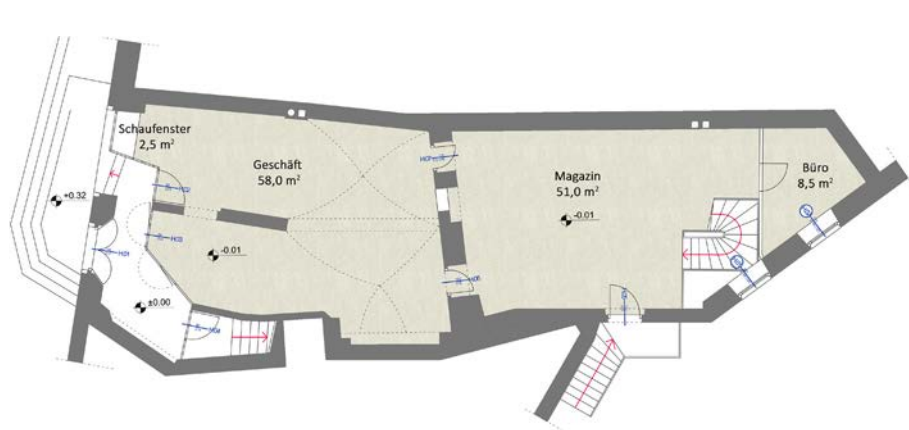 Schaufenster
2,5 m²
Geschäft
58,0 m²
Magazin
51,0 m²
-0.01
Büro
8,5 m²
+0.32
-0.01
±0.00